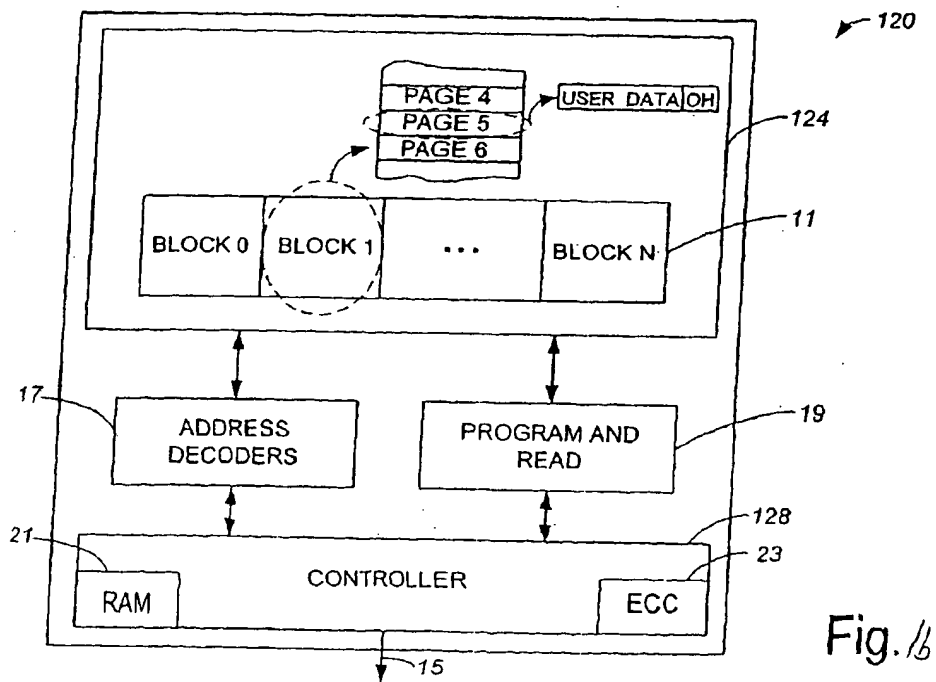 120
PAGE 4
USER DATA OH
124
PAGE 5
PAGE 6
BLOCK 0
BLOCK 1
...
BLOCK N
11
17
ADDRESS
DECODERS
PROGRAM AND
READ
19
128
21
CONTROLLER
23
RAM
ECC
15
Fig. 1b